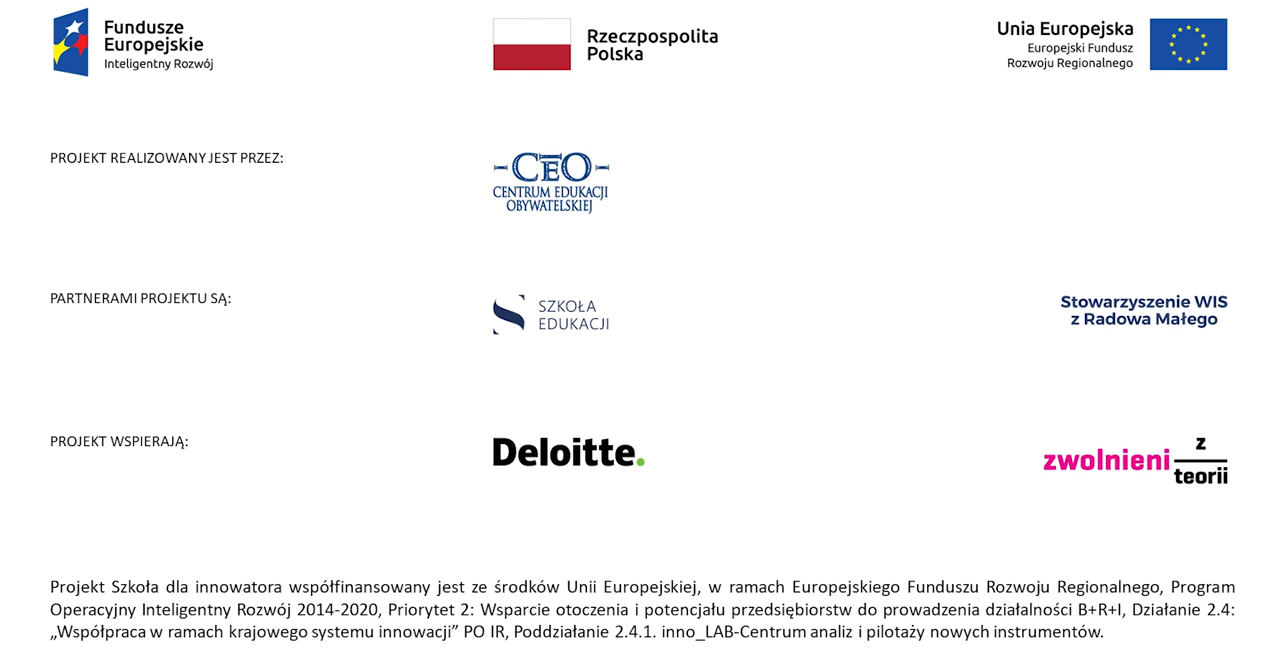 Fundusze
Europejskie
Inteligentny Rozwój
Rzeczpospolita
Polska
Unia Europejska
Europejski Fundusz
Rozwoju Regionalnego
PROJEKT REALIZOWANY JEST PRZEZ:
CEO
CENTRUM EDUKACJI
OBYWATELSKIEJ
PARTNERAMI PROJEKTU SĄ:
SZKOŁA
EDUKACJI
Stowarzyszenie WIS
z Radowa Małego
PROJEKT WSPIERAJĄ:
Deloitte.
zwolnieni z
teorii
Projekt Szkoła dla innowatora współfinansowany jest ze środków Unii Europejskiej, w ramach Europejskiego Funduszu Rozwoju Regionalnego, Program
Operacyjny Inteligentny Rozwój 2014-2020, Priorytet 2: Wsparcie otoczenia i potencjału przedsiębiorstw do prowadzenia działalności B+R+I, Działanie 2.4:
„Współpraca w ramach krajowego systemu innowacji” PO IR, Poddziałanie 2.4.1. inno_LAB-Centrum analiz i pilotaży nowych instrumentów.